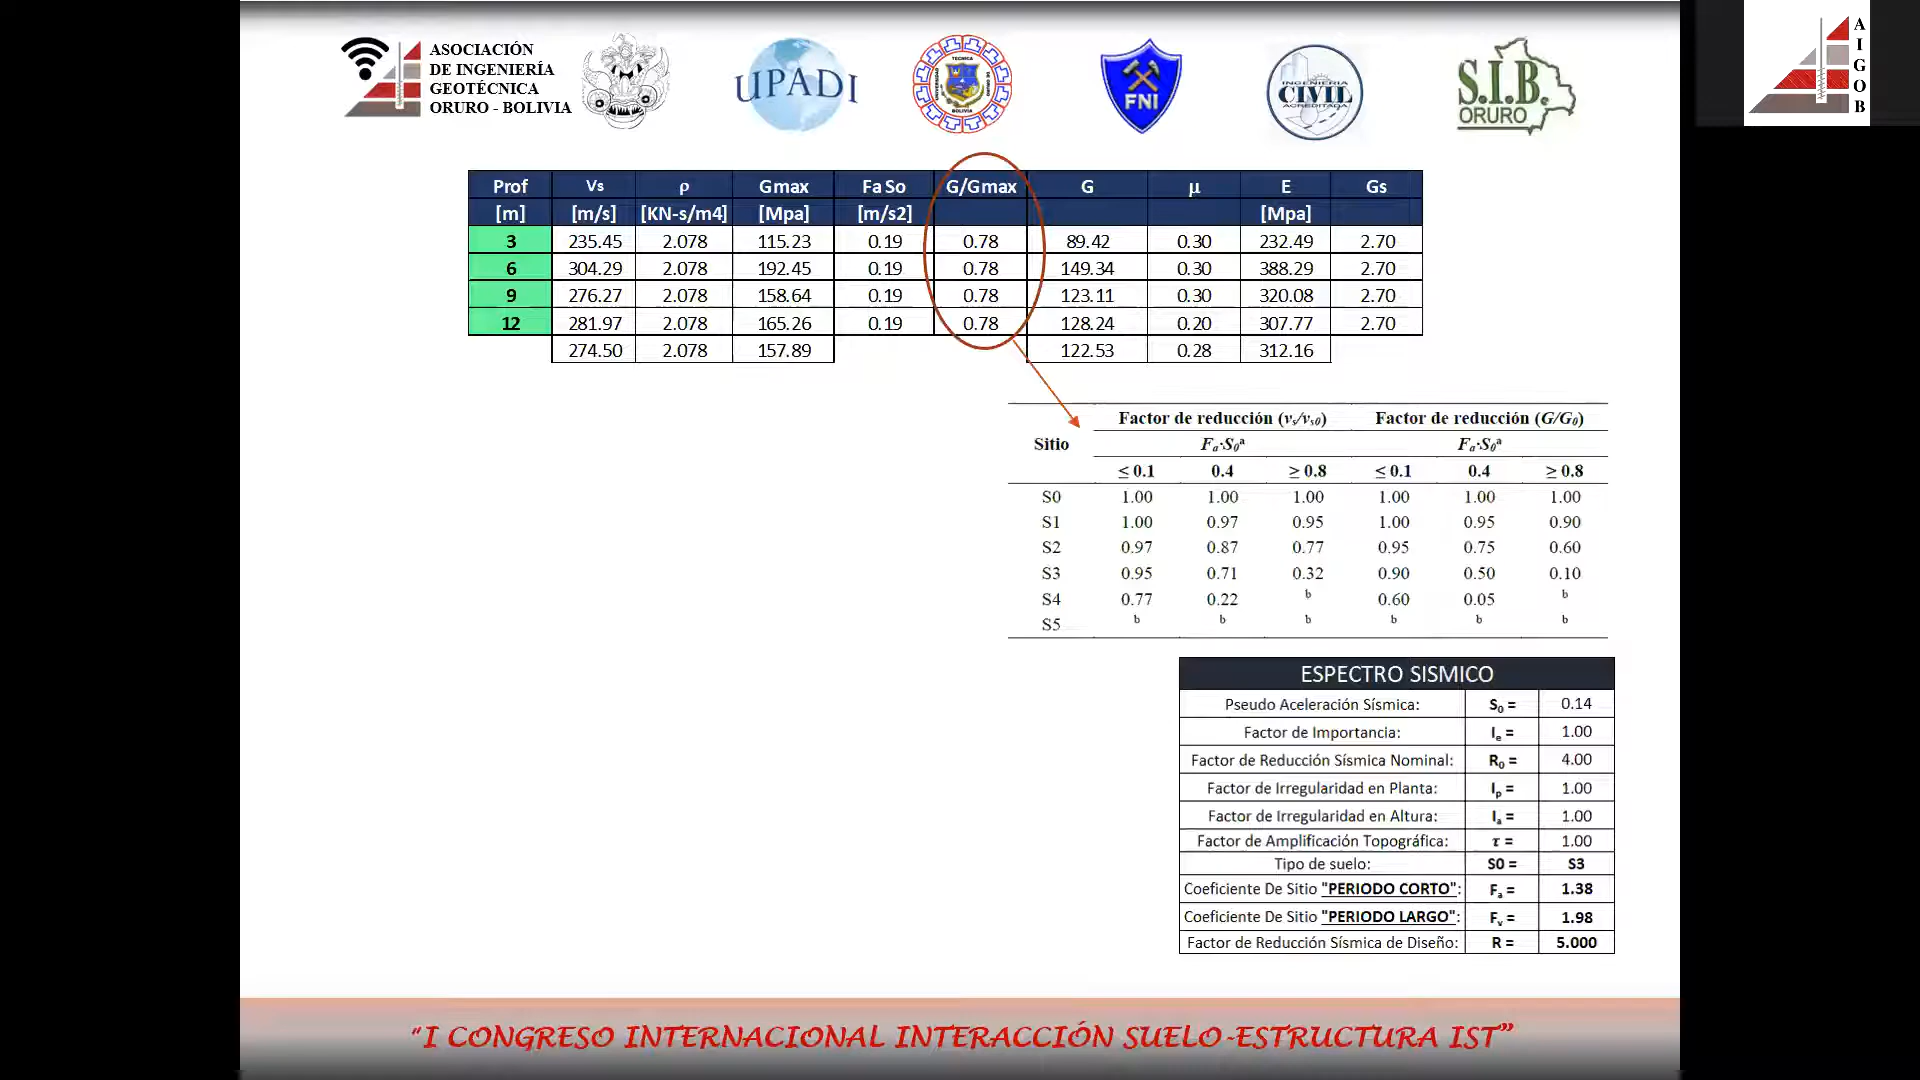 ASOCIACIÓN
DE INGENIERÍA
GEOTÉCNICA
ORURO - BOLIVIA
UPADI
TECNICA
UNIVERSIDAD
DE ORURO
BOLIVIA
FNI
INGENIERIA
CIVIL
ACREDITADA
S.I.B.
ORURO
A
I
G
O
B
Prof Vs ρ Gmax Fa So G/Gmax G μ E Gs
[m] [m/s] [KN-s/m4] [Mpa] [m/s2] [Mpa]
3 235.45 2.078 115.23 0.19 0.78 89.42 0.30 232.49 2.70
6 304.29 2.078 192.45 0.19 0.78 149.34 0.30 388.29 2.70
9 276.27 2.078 158.64 0.19 0.78 123.11 0.30 320.08 2.70
12 281.97 2.078 165.26 0.19 0.78 128.24 0.20 307.77 2.70
274.50 2.078 157.89 122.53 0.28 312.16
Factor de reducción (vs/vs0) Factor de reducción (G/G0)
Sitio Fa·S0ª Fa·S0ª
≤ 0.1 0.4 ≥ 0.8 ≤ 0.1 0.4 ≥ 0.8
S0 1.00 1.00 1.00 1.00 1.00 1.00
S1 1.00 0.97 0.95 1.00 0.95 0.90
S2 0.97 0.87 0.77 0.95 0.75 0.60
S3 0.95 0.71 0.32 0.90 0.50 0.10
S4 0.77 0.22 b 0.60 0.05 b
S5 b b b b b b
ESPECTRO SISMICO
Pseudo Aceleración Sísmica: S0 = 0.14
Factor de Importancia: Ie = 1.00
Factor de Reducción Sísmica Nominal: R0 = 4.00
Factor de Irregularidad en Planta: Ip = 1.00
Factor de Irregularidad en Altura: Ia = 1.00
Factor de Amplificación Topográfica: τ = 1.00
Tipo de suelo: S0 = S3
Coeficiente De Sitio "PERIODO CORTO": Fa = 1.38
Coeficiente De Sitio "PERIODO LARGO": Fv = 1.98
Factor de Reducción Sísmica de Diseño: R = 5.000
"I CONGRESO INTERNACIONAL INTERACCIÓN SUELO-ESTRUCTURA IST"